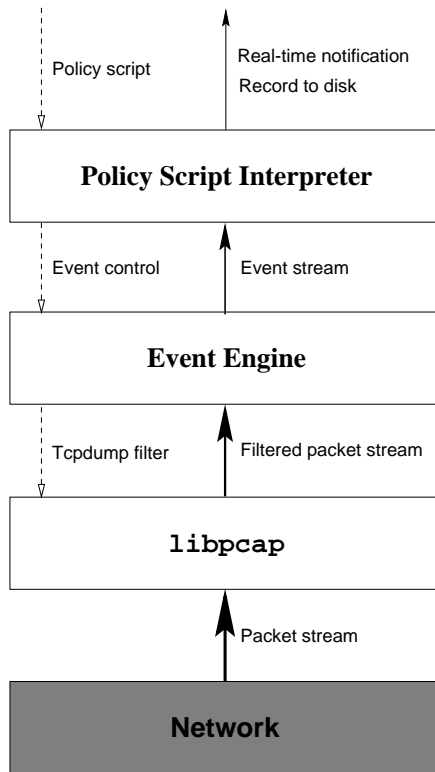 Policy script
Real-time notification
Record to disk
Policy Script Interpreter
Event control
Event stream
Event Engine
Tcpdump filter
Filtered packet stream
libpcap
Packet stream
Network